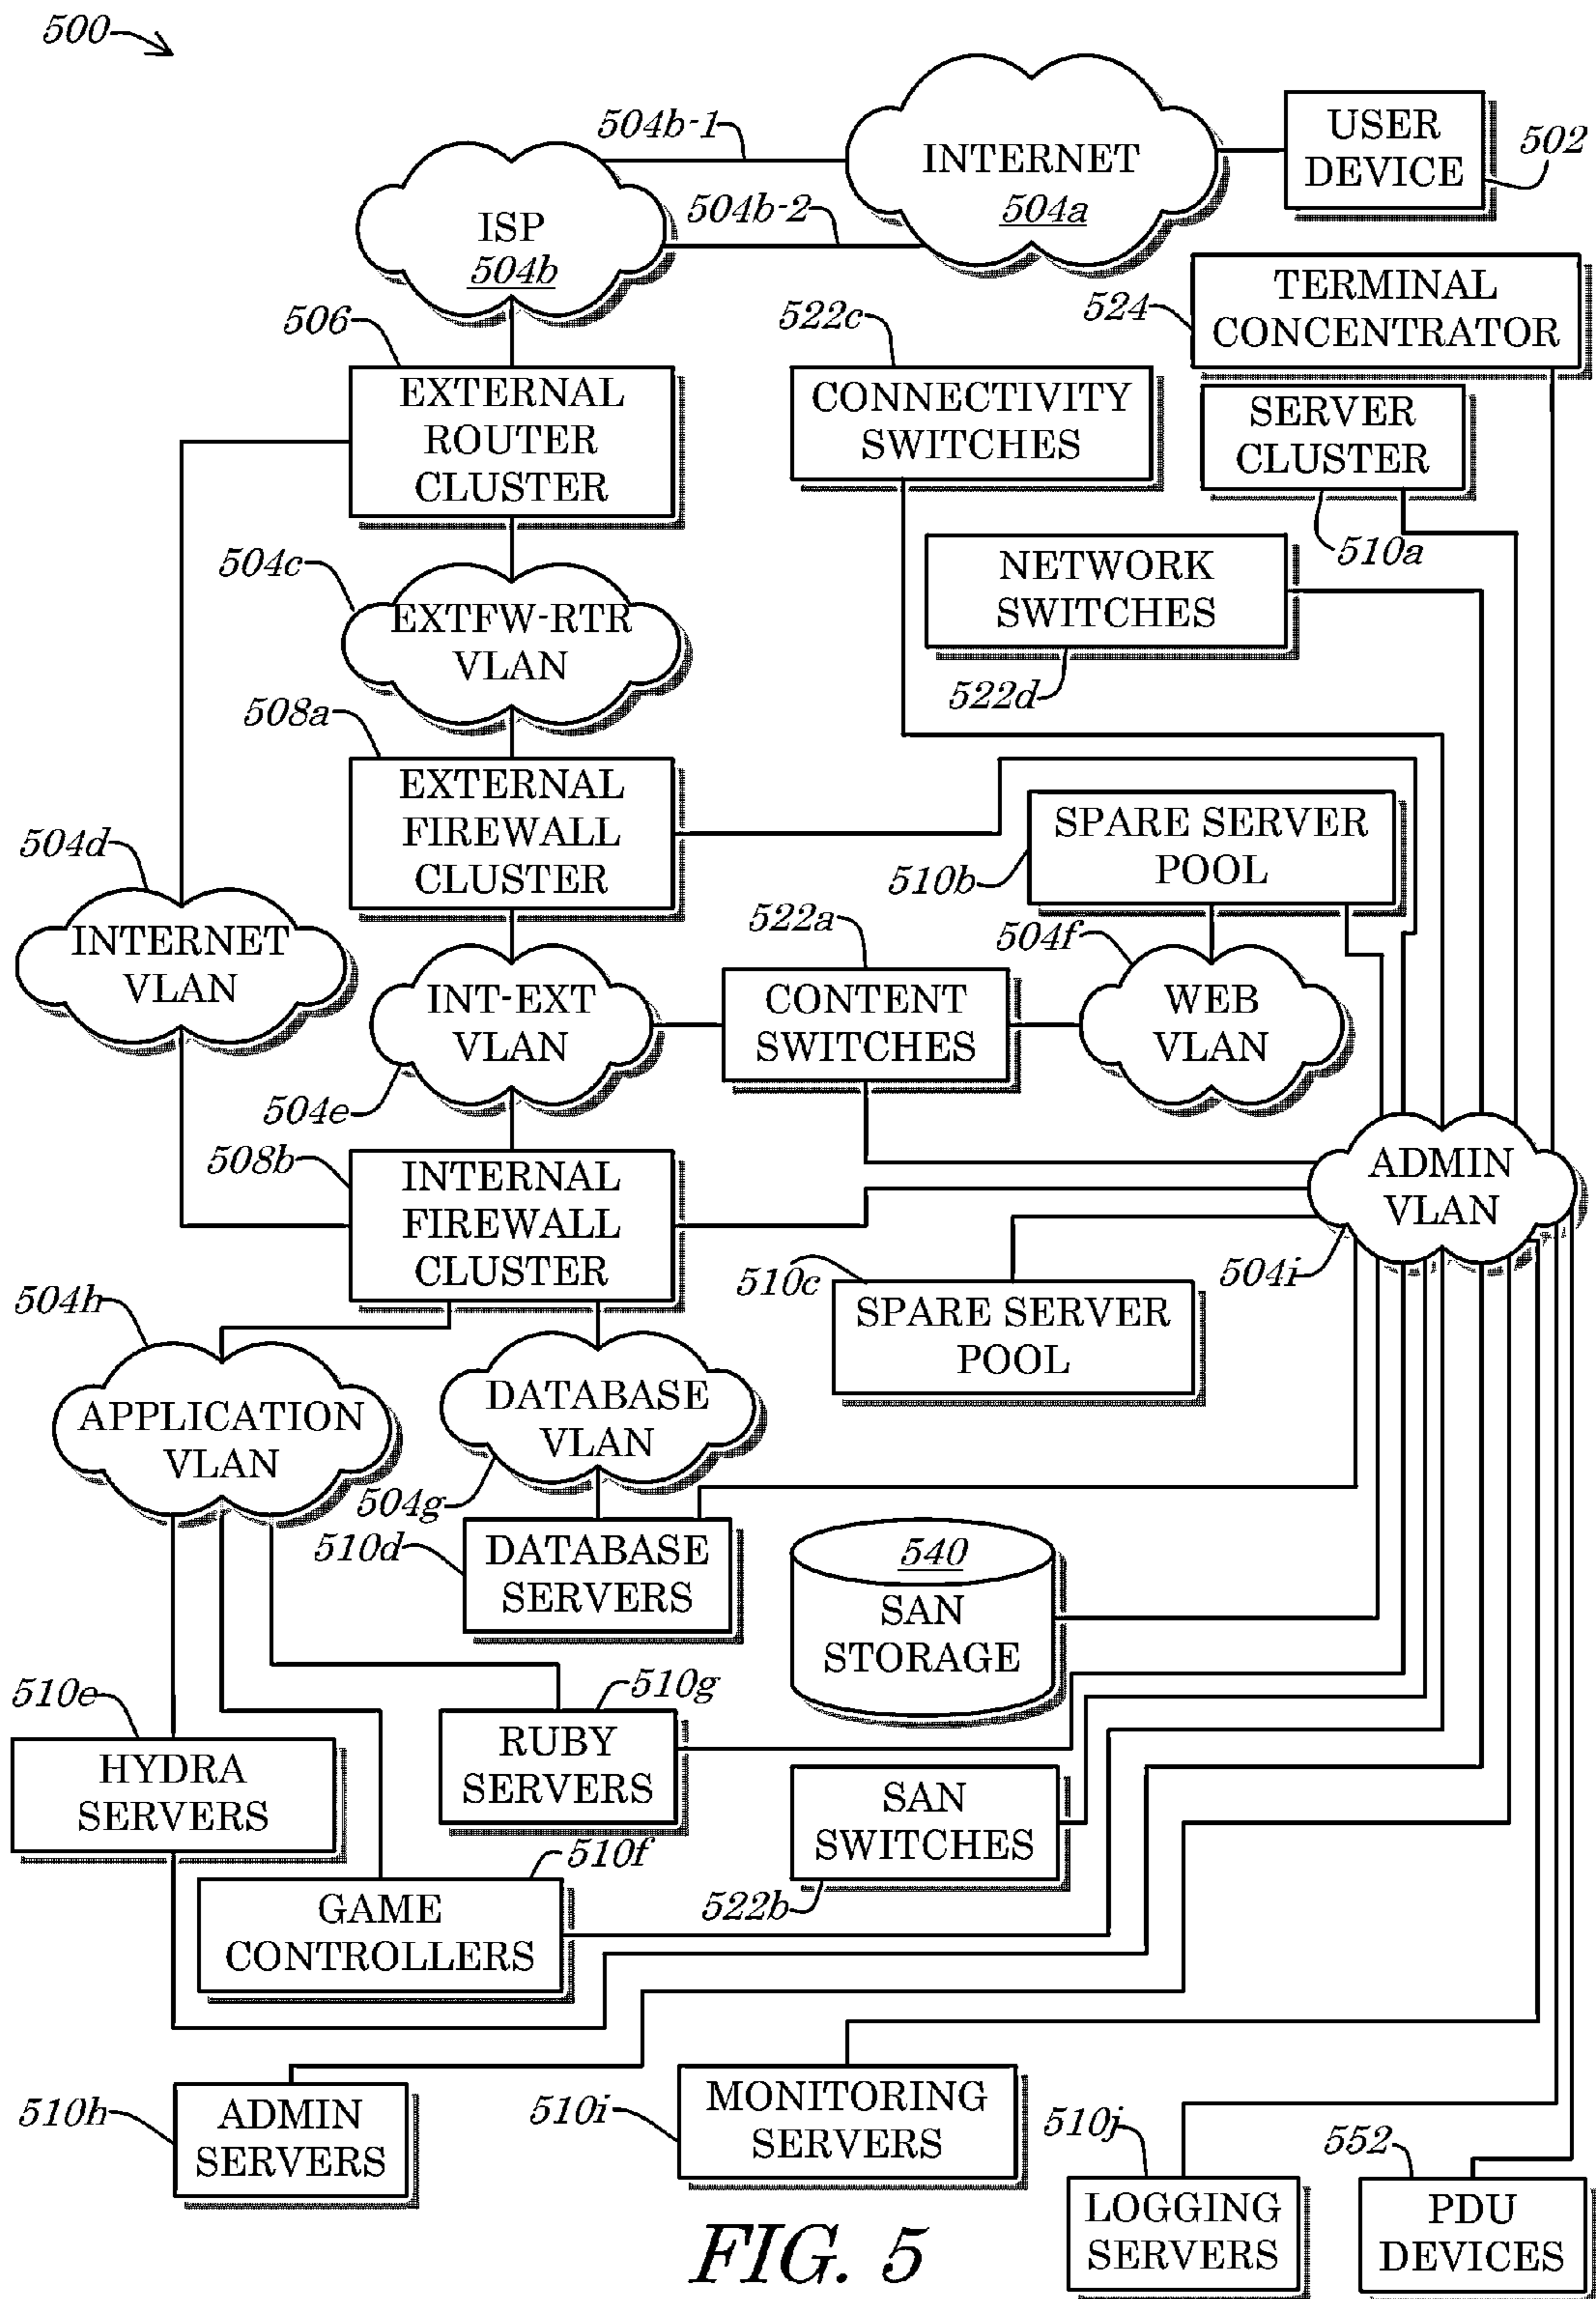 500
504b-1
INTERNET
504a
USER
DEVICE
502
ISP
504b
504b-2
506
522c
524
TERMINAL
CONCENTRATOR
EXTERNAL
ROUTER
CLUSTER
CONNECTIVITY
SWITCHES
SERVER
CLUSTER
510a
504c
EXTFW-RTR
VLAN
NETWORK
SWITCHES
522d
508a
EXTERNAL
FIREWALL
CLUSTER
SPARE SERVER
POOL
510b
504d
INTERNET
VLAN
522a
504f
INT-EXT
VLAN
504e
CONTENT
SWITCHES
WEB
VLAN
508b
INTERNAL
FIREWALL
CLUSTER
ADMIN
VLAN
504i
510c
SPARE SERVER
POOL
504h
APPLICATION
VLAN
DATABASE
VLAN
504g
510d
DATABASE
SERVERS
540
SAN
STORAGE
510e
HYDRA
SERVERS
510g
RUBY
SERVERS
SAN
SWITCHES
522b
510f
GAME
CONTROLLERS
510h
ADMIN
SERVERS
510i
MONITORING
SERVERS
510j
LOGGING
SERVERS
552
PDU
DEVICES
FIG. 5